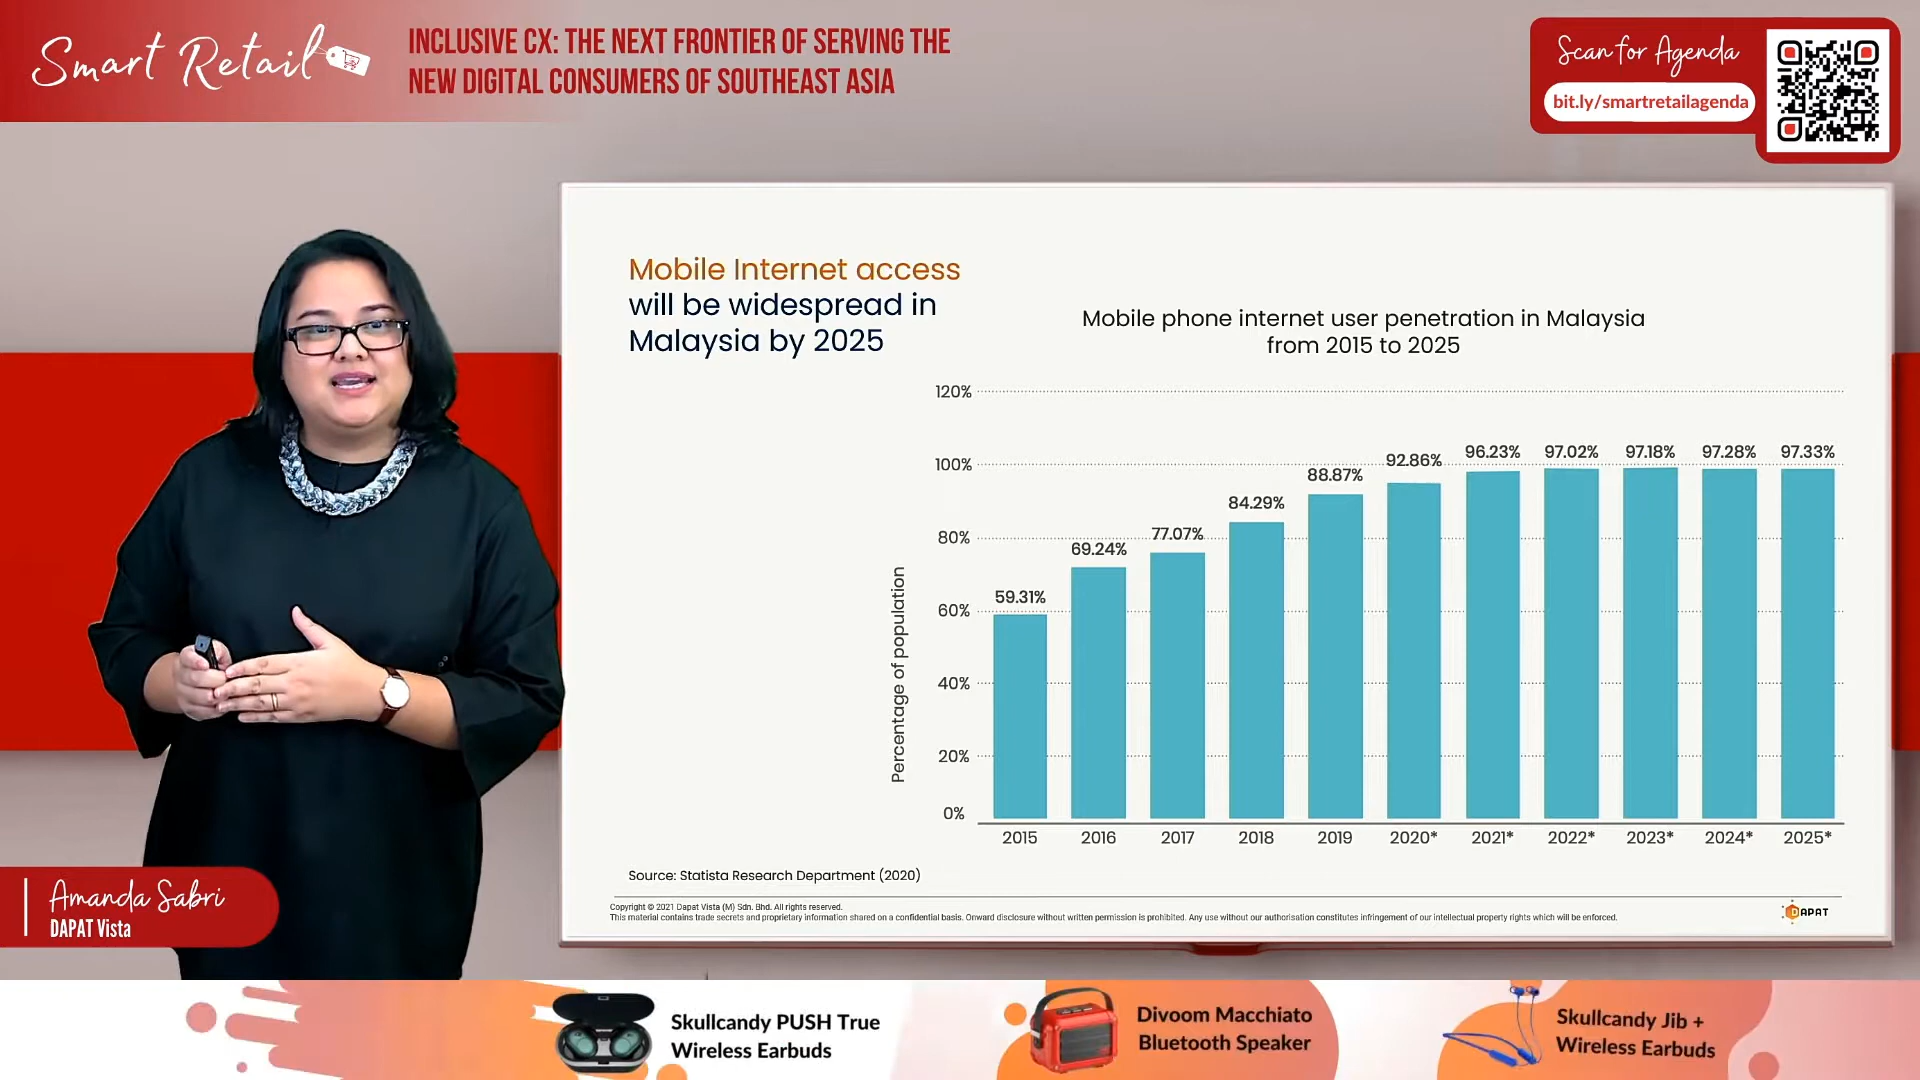 Smart Retail
INCLUSIVE CX: THE NEXT FRONTIER OF SERVING THE
NEW DIGITAL CONSUMERS OF SOUTHEAST ASIA
Scan for Agenda
bit.ly/smartretailagenda
Mobile Internet access
will be widespread in
Malaysia by 2025
Mobile phone internet user penetration in Malaysia
from 2015 to 2025
Percentage of population
120%
100%
80%
60%
40%
20%
0%
59.31%
69.24%
77.07%
84.29%
88.87%
92.86%
96.23%
97.02%
97.18%
97.28%
97.33%
2015 2016 2017 2018 2019 2020* 2021* 2022* 2023* 2024* 2025*
Source: Statista Research Department (2020)
Copyright © 2021 Dapat Vista (M) Sdn. Bhd. All rights reserved.
This material contains trade secrets and proprietary information shared on a confidential basis. Onward disclosure without written permission is prohibited. Any use without our authorisation constitutes infringement of our intellectual property rights which will be enforced.
DAPAT
Amanda Sabri
DAPAT Vista
Skullcandy PUSH True
Wireless Earbuds
Divoom Macchiato
Bluetooth Speaker
Skullcandy Jib +
Wireless Earbuds